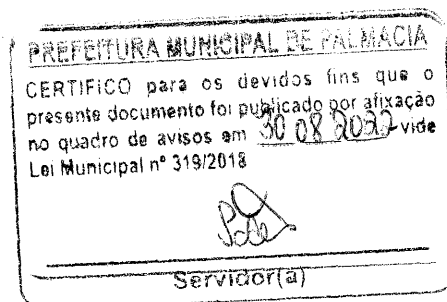 PREFEITURA MUNICIPAL DE PALMACIA
CERTIFICO para os devidos fins que o
presente documento foi publicado por afixação
no quadro de avisos em 30 08 2022 vide
Lei Municipal nº 319/2018
Servidor(a)